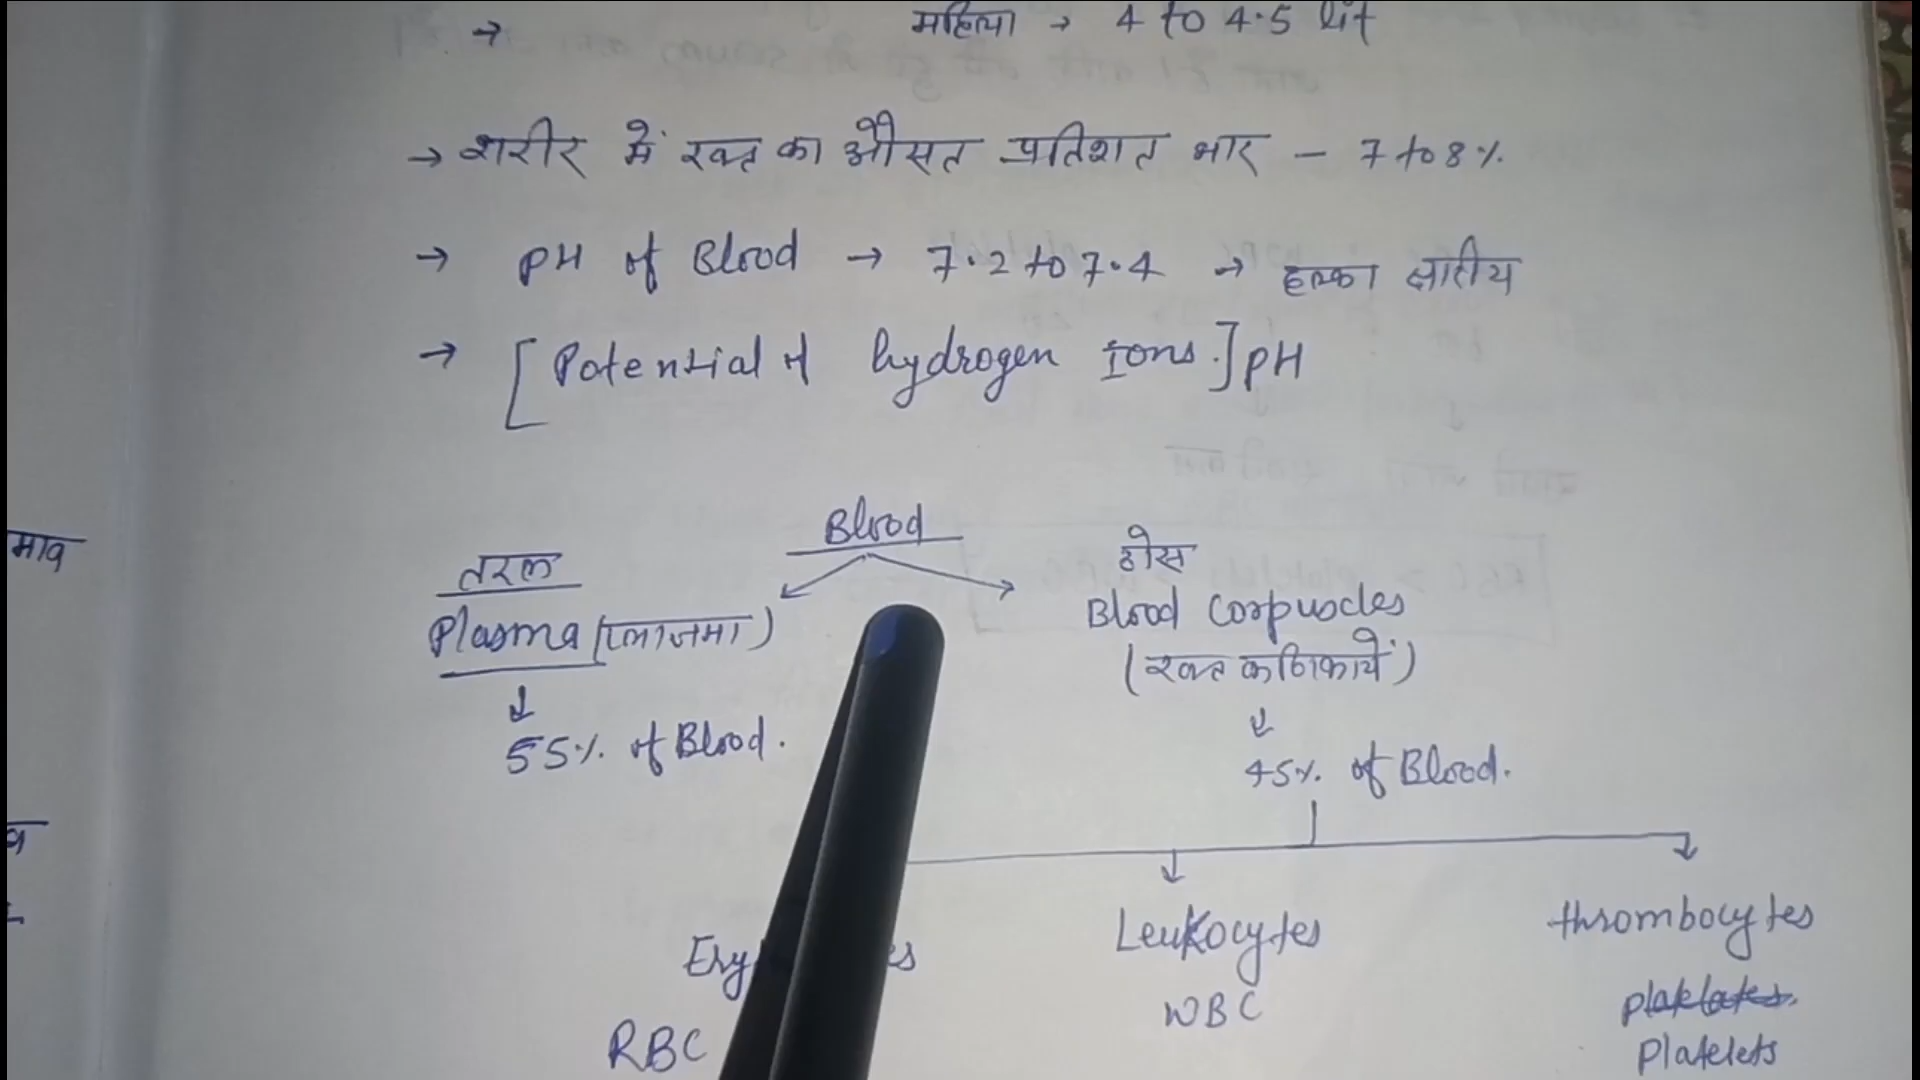 → महिला → 4 to 4.5 lit
→ शरीर में रक्त का औसत प्रतिशत भार - 7 to 8%
→ pH of Blood → 7.2 to 7.4 → हल्का क्षारीय
→ [Potential of hydrogen Ions.] pH
Blood
तरल
Plasma (प्लाजमा)
↓
55% of Blood.
ठोस
Blood Corpuscles
(रक्त कणिकायें)
↓
45% of Blood.
RBC
Leukocytes
WBC
thrombocytes
Platelets